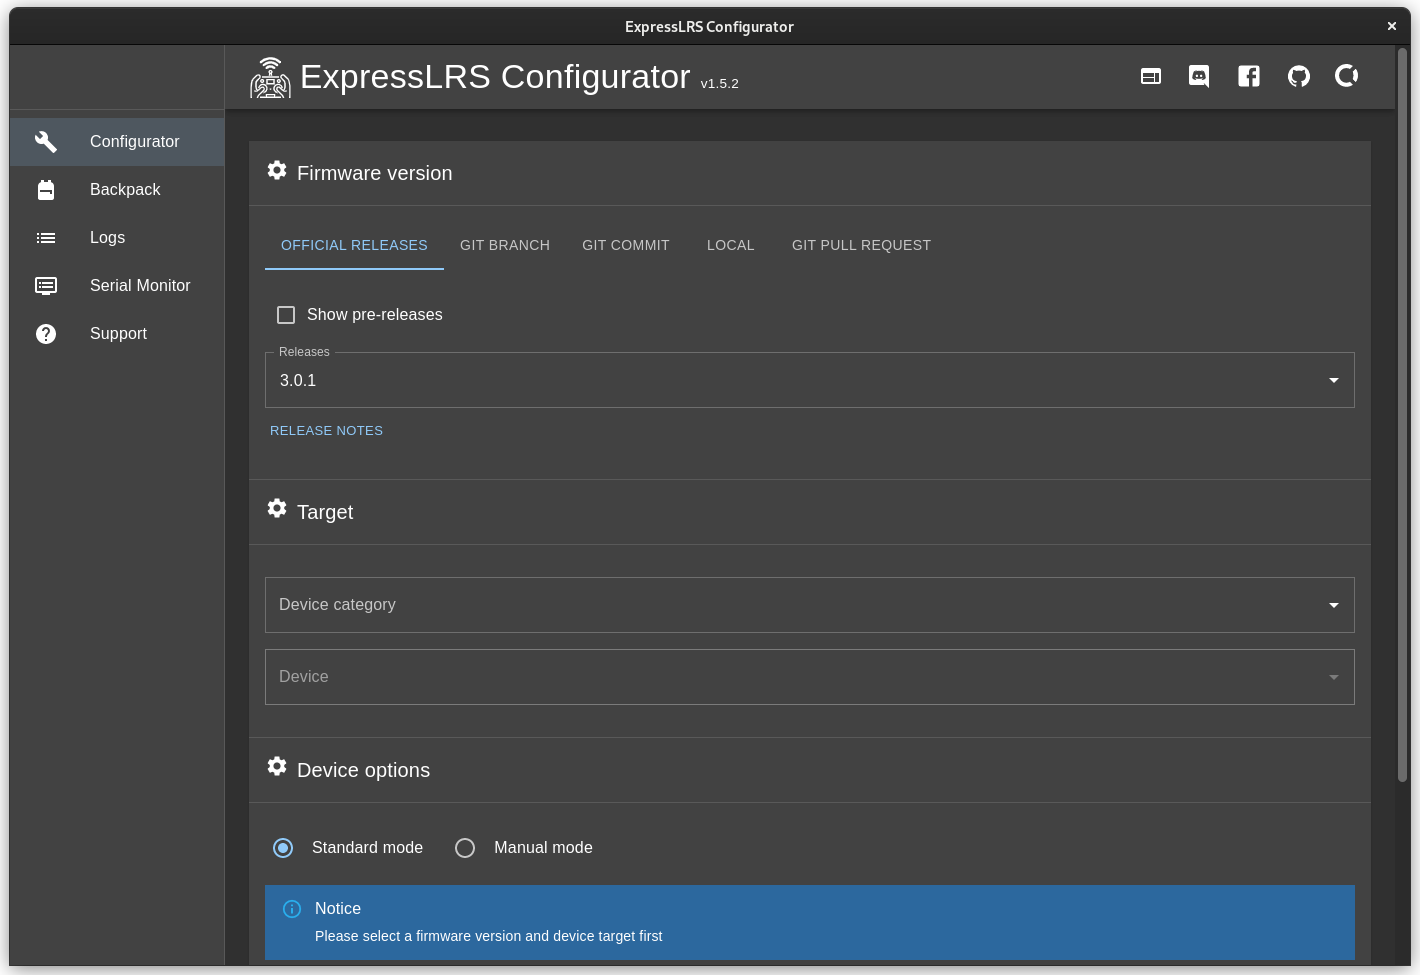 ExpressLRS Configurator
ExpressLRS Configurator v1.5.2
Configurator
Backpack
Logs
Serial Monitor
Support
Firmware version
OFFICIAL RELEASES GIT BRANCH GIT COMMIT LOCAL GIT PULL REQUEST
Show pre-releases
Releases
3.0.1
RELEASE NOTES
Target
Device category
Device
Device options
Standard mode Manual mode
Notice
Please select a firmware version and device target first